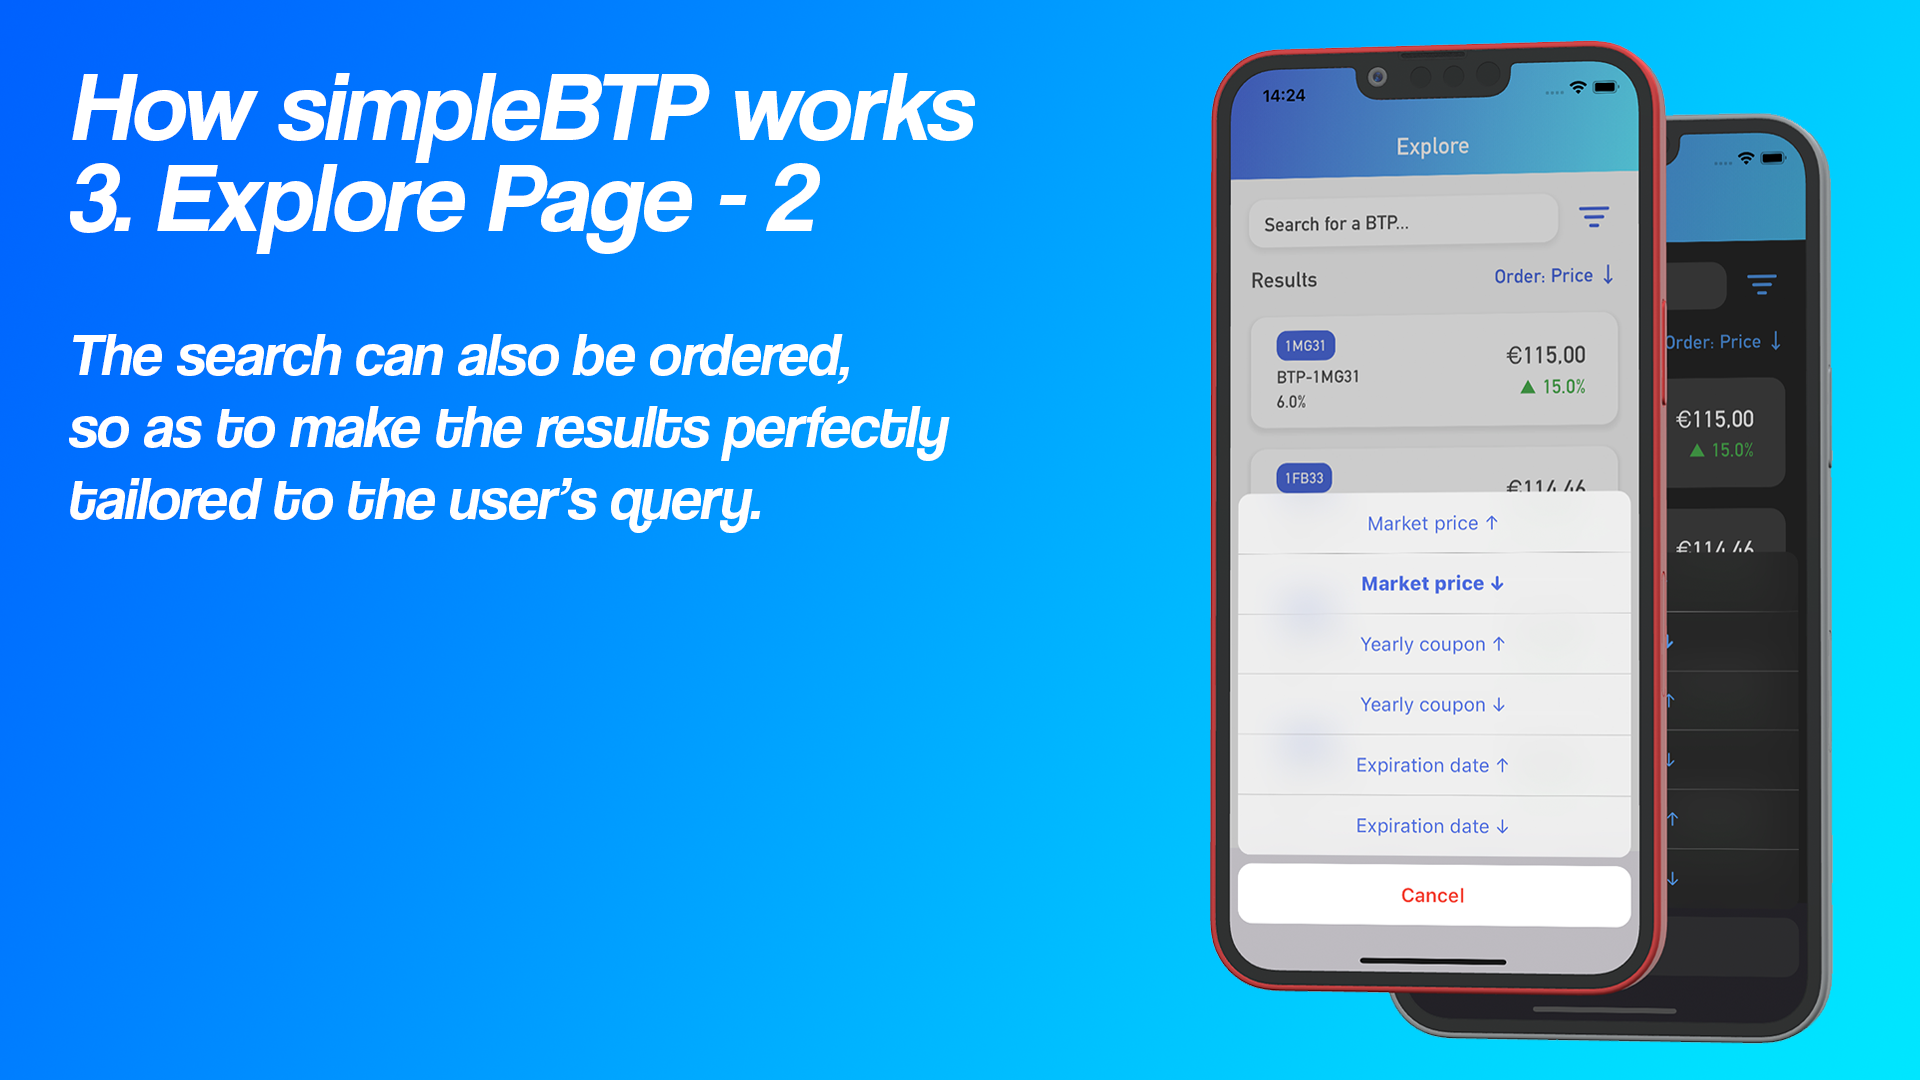 How simpleBTP works
3. Explore Page - 2
The search can also be ordered,
so as to make the results perfectly
tailored to the user’s query.
14:24
Explore
Search for a BTP...
Results
Order: Price ↓
1MG31
€115,00
BTP-1MG31
▲ 15.0%
6.0%
1FB33
€114,46
Market price ↑
Market price ↓
Yearly coupon ↑
Yearly coupon ↓
Expiration date ↑
Expiration date ↓
Cancel
Order: Price ↓
€115,00
▲ 15.0%
€114,46
↓
↑
↓
↑
↓